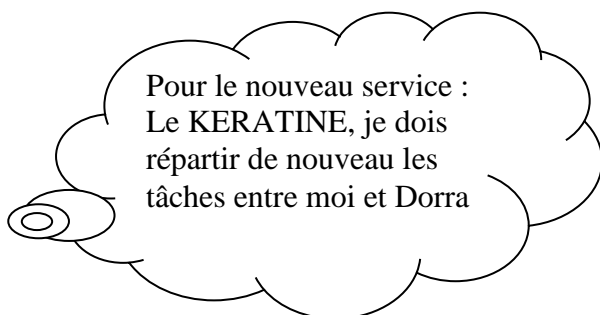 Pour le nouveau service :
Le KERATINE, je dois
répartir de nouveau les
tâches entre moi et Dorra